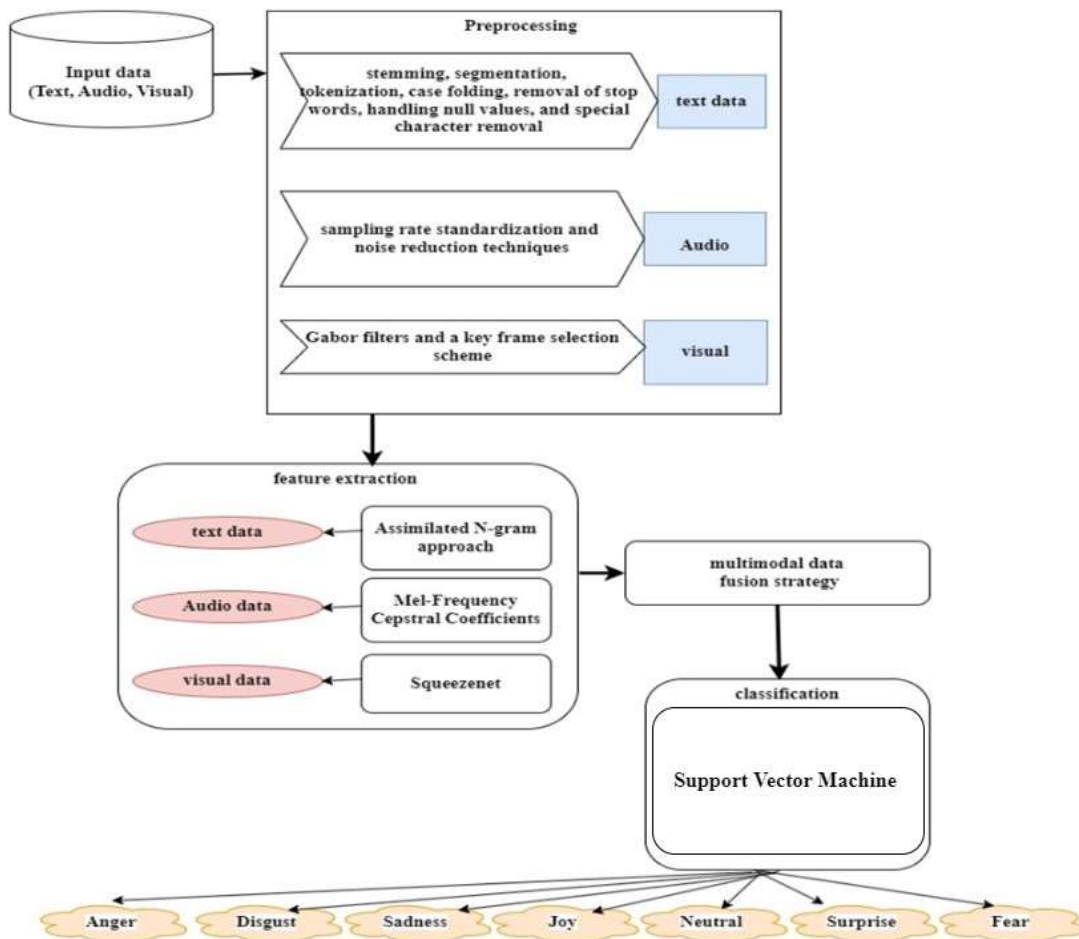 Input data
(Text, Audio, Visual)
Preprocessing
stemming, segmentation,
tokenization, case folding, removal of stop
words, handling null values, and special
character removal
text data
sampling rate standardization and
noise reduction techniques
Audio
Gabor filters and a key frame selection
scheme
visual
feature extraction
text data
Assimilated N-gram
approach
Audio data
Mel-Frequency
Cepstral Coefficients
visual data
Squeezenet
multimodal data
fusion strategy
classification
Support Vector Machine
Anger
Disgust
Sadness
Joy
Neutral
Surprise
Fear